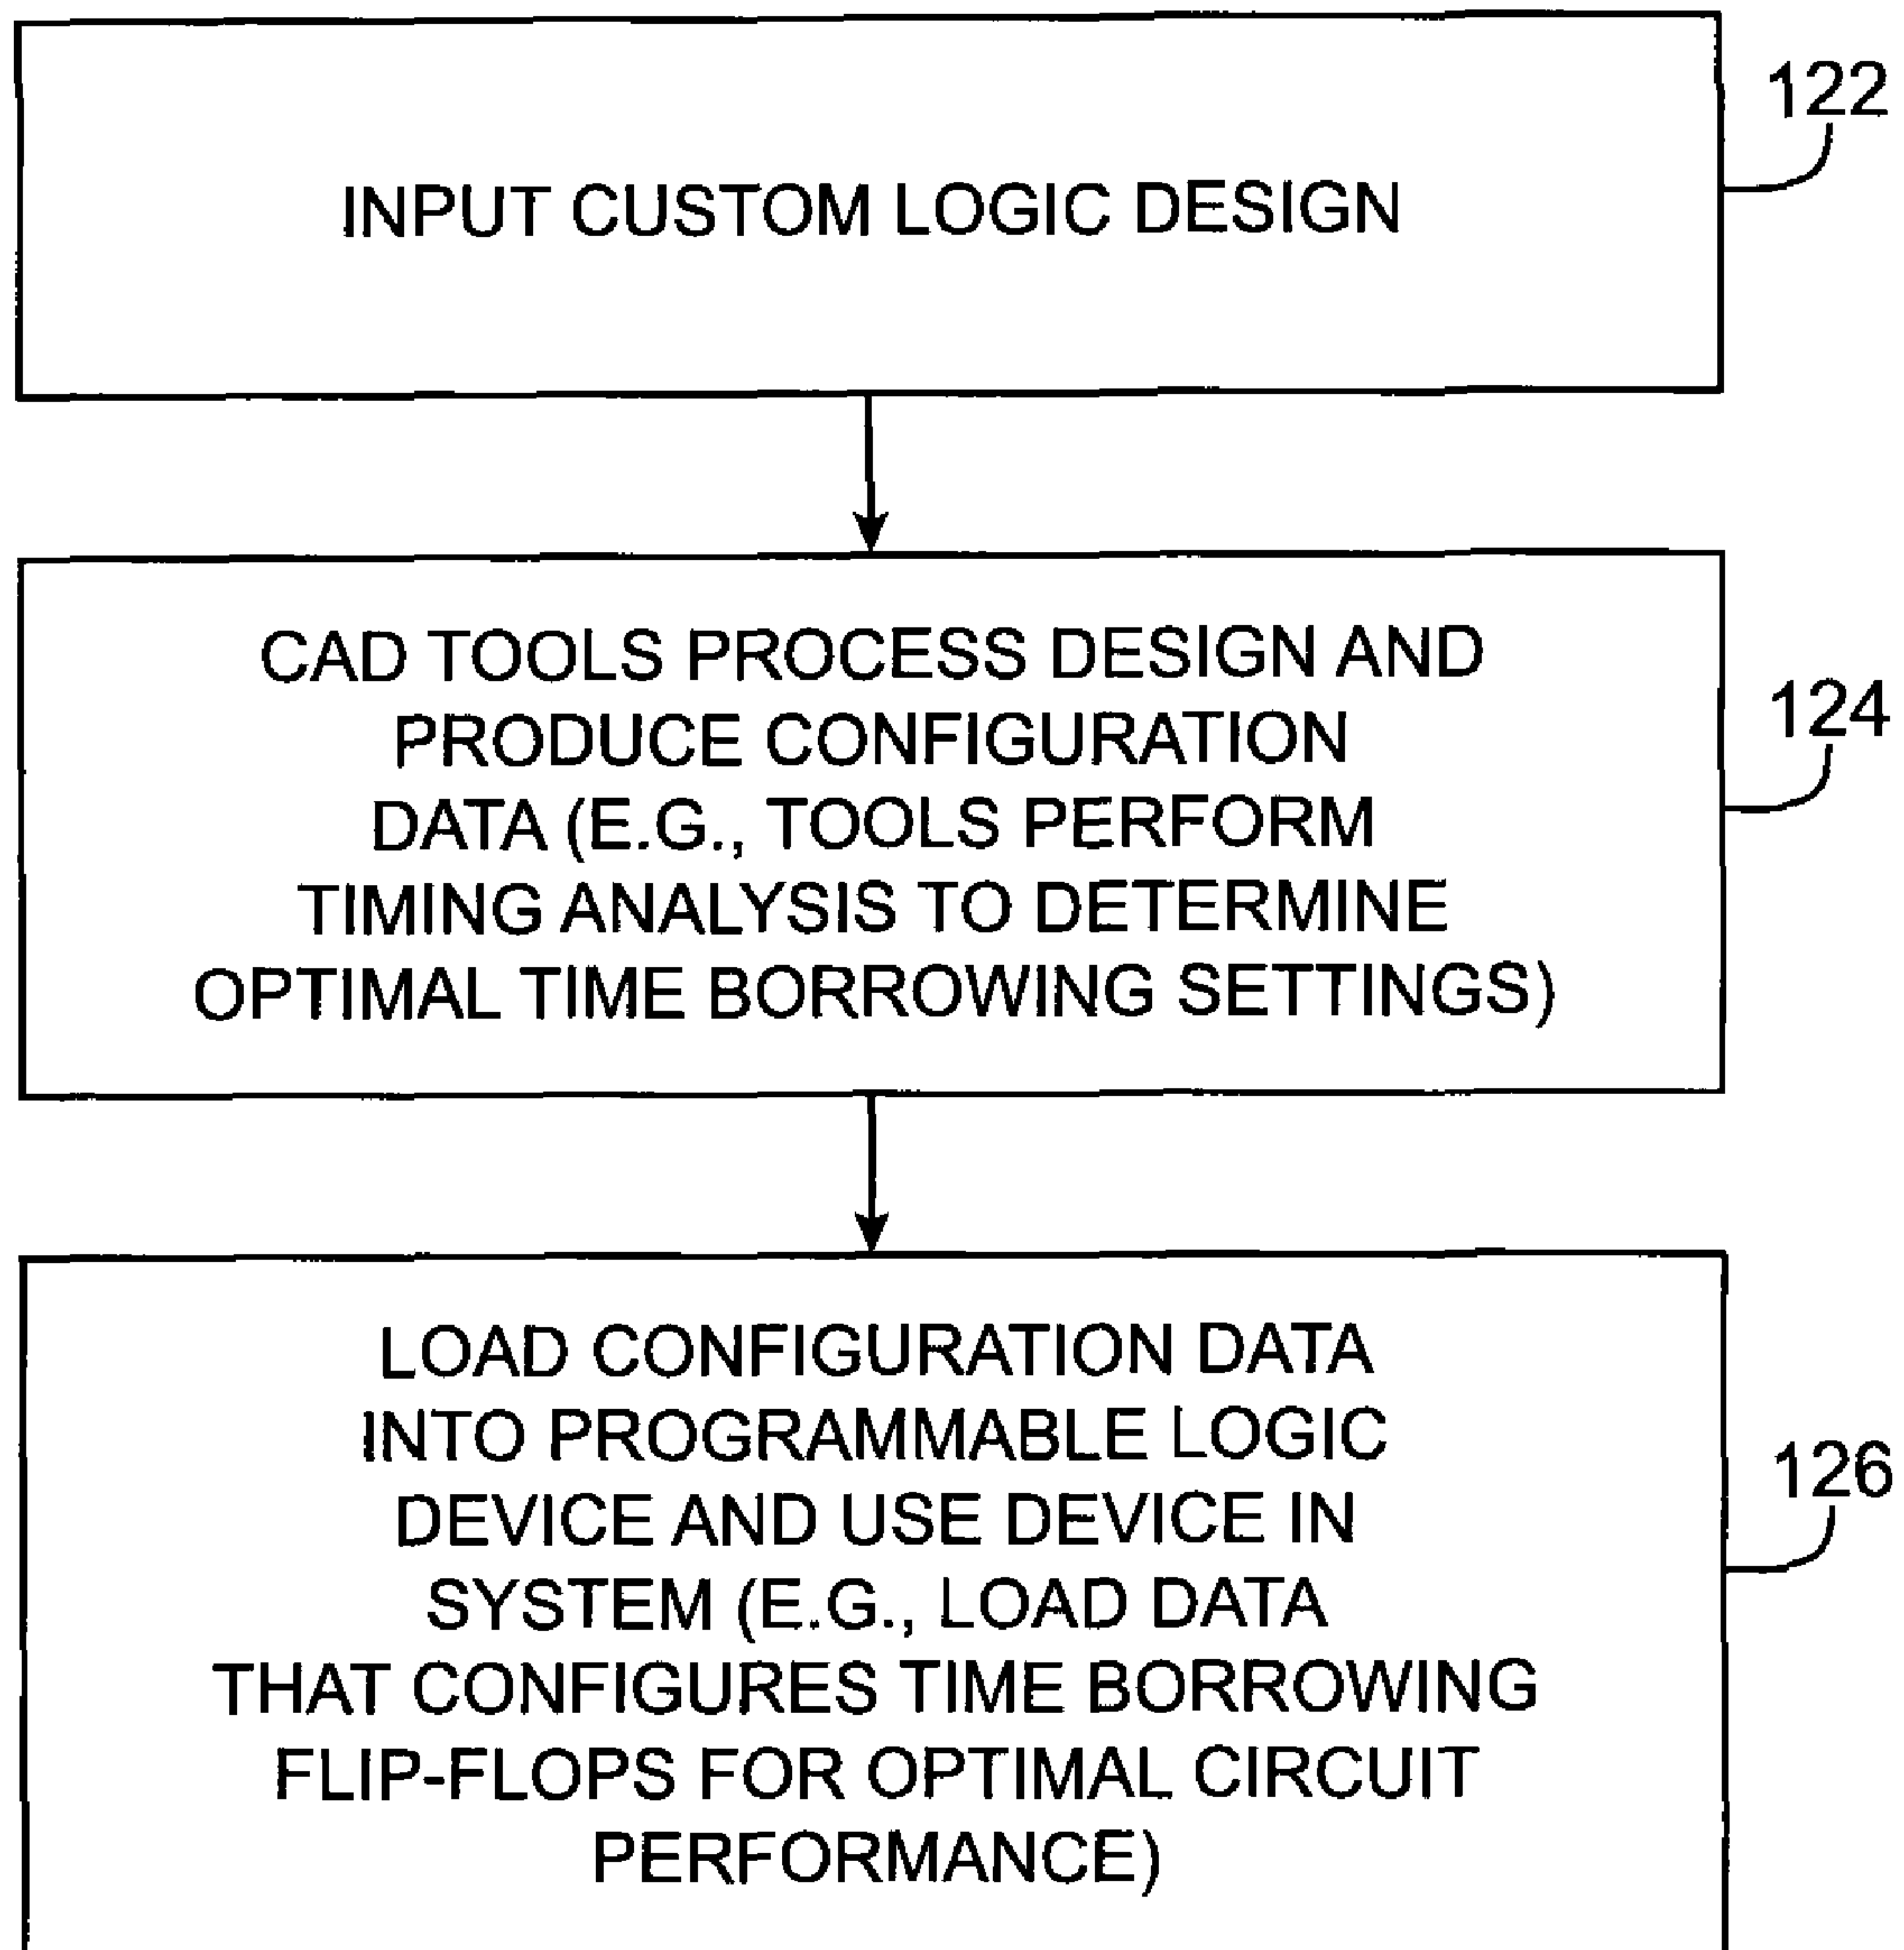 INPUT CUSTOM LOGIC DESIGN
122
CAD TOOLS PROCESS DESIGN AND
PRODUCE CONFIGURATION
DATA (E.G., TOOLS PERFORM
TIMING ANALYSIS TO DETERMINE
OPTIMAL TIME BORROWING SETTINGS)
124
LOAD CONFIGURATION DATA
INTO PROGRAMMABLE LOGIC
DEVICE AND USE DEVICE IN
SYSTEM (E.G., LOAD DATA
THAT CONFIGURES TIME BORROWING
FLIP-FLOPS FOR OPTIMAL CIRCUIT
PERFORMANCE)
126